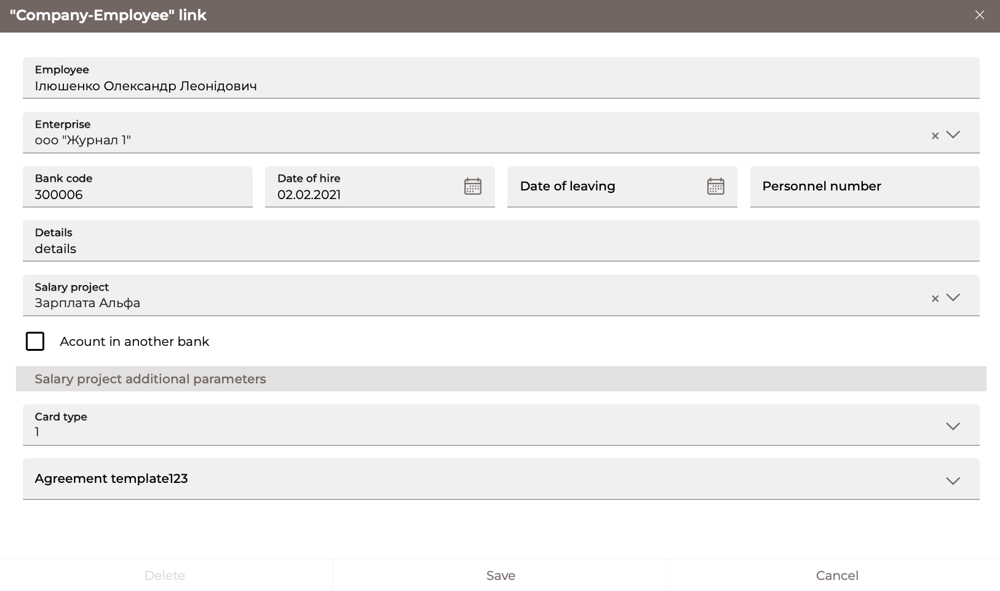 "Company-Employee" link
Employee
Ілюшенко Олександр Леонідович
Enterprise
ооо "Журнал 1"
Bank code
300006
Date of hire
02.02.2021
Date of leaving
Personnel number
Details
details
Salary project
Зарплата Альфа
Acount in another bank
Salary project additional parameters
Card type
1
Agreement template123
Delete
Save
Cancel